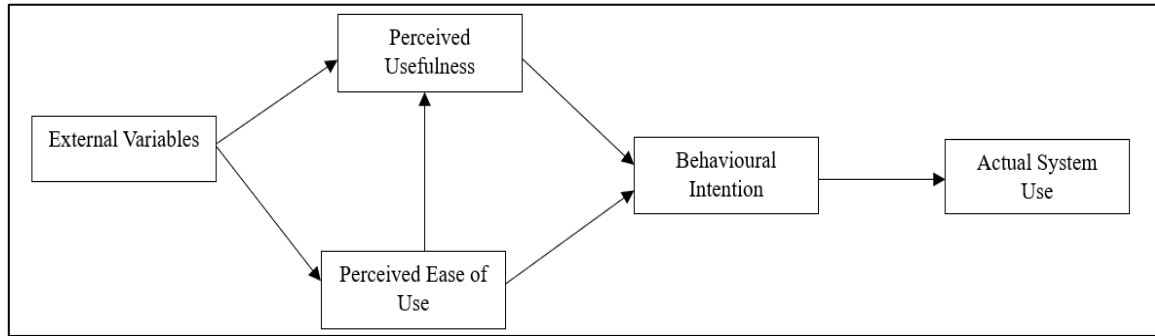 Perceived
Usefulness
External Variables
Behavioural
Intention
Actual System
Use
Perceived Ease of
Use